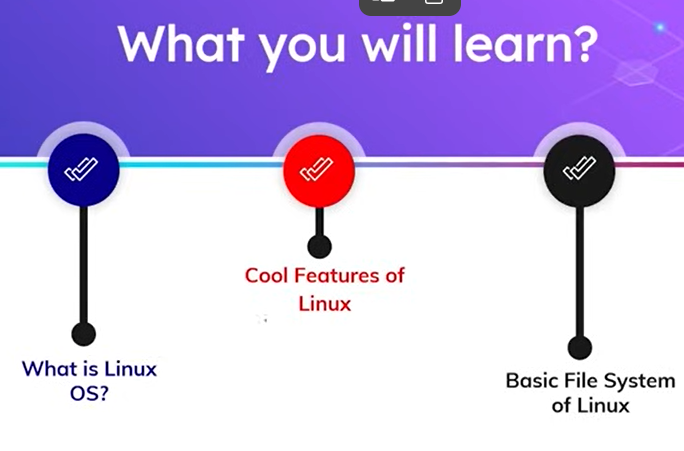 What you will learn?
Cool Features of
Linux
What is Linux
OS?
Basic File System
of Linux